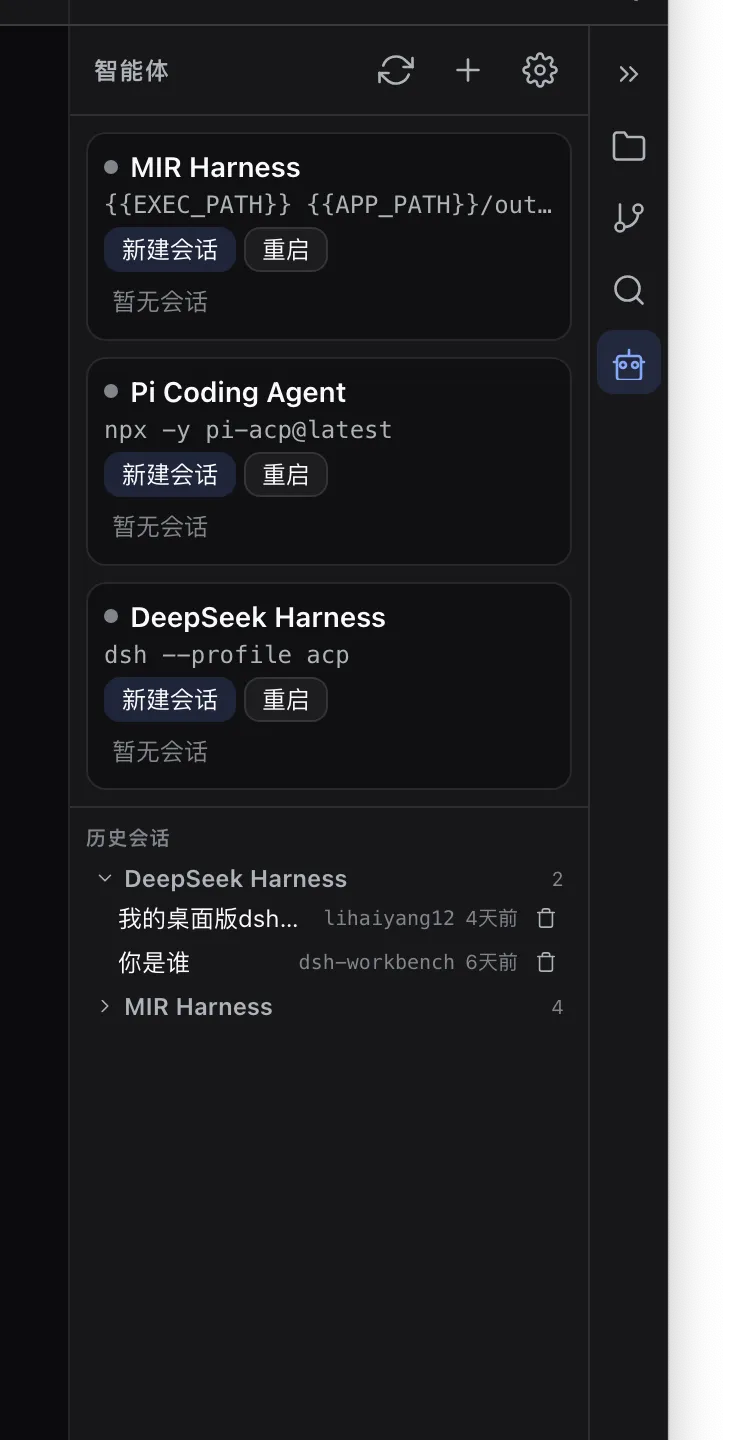 智能体
MIR Harness
{{EXEC_PATH}} {{APP_PATH}}/out…
新建会话 重启
暂无会话
Pi Coding Agent
npx -y pi-acp@latest
新建会话 重启
暂无会话
DeepSeek Harness
dsh --profile acp
新建会话 重启
暂无会话
历史会话
DeepSeek Harness 2
我的桌面版dsh... lihaiyang12 4天前
你是谁 dsh-workbench 6天前
MIR Harness 4